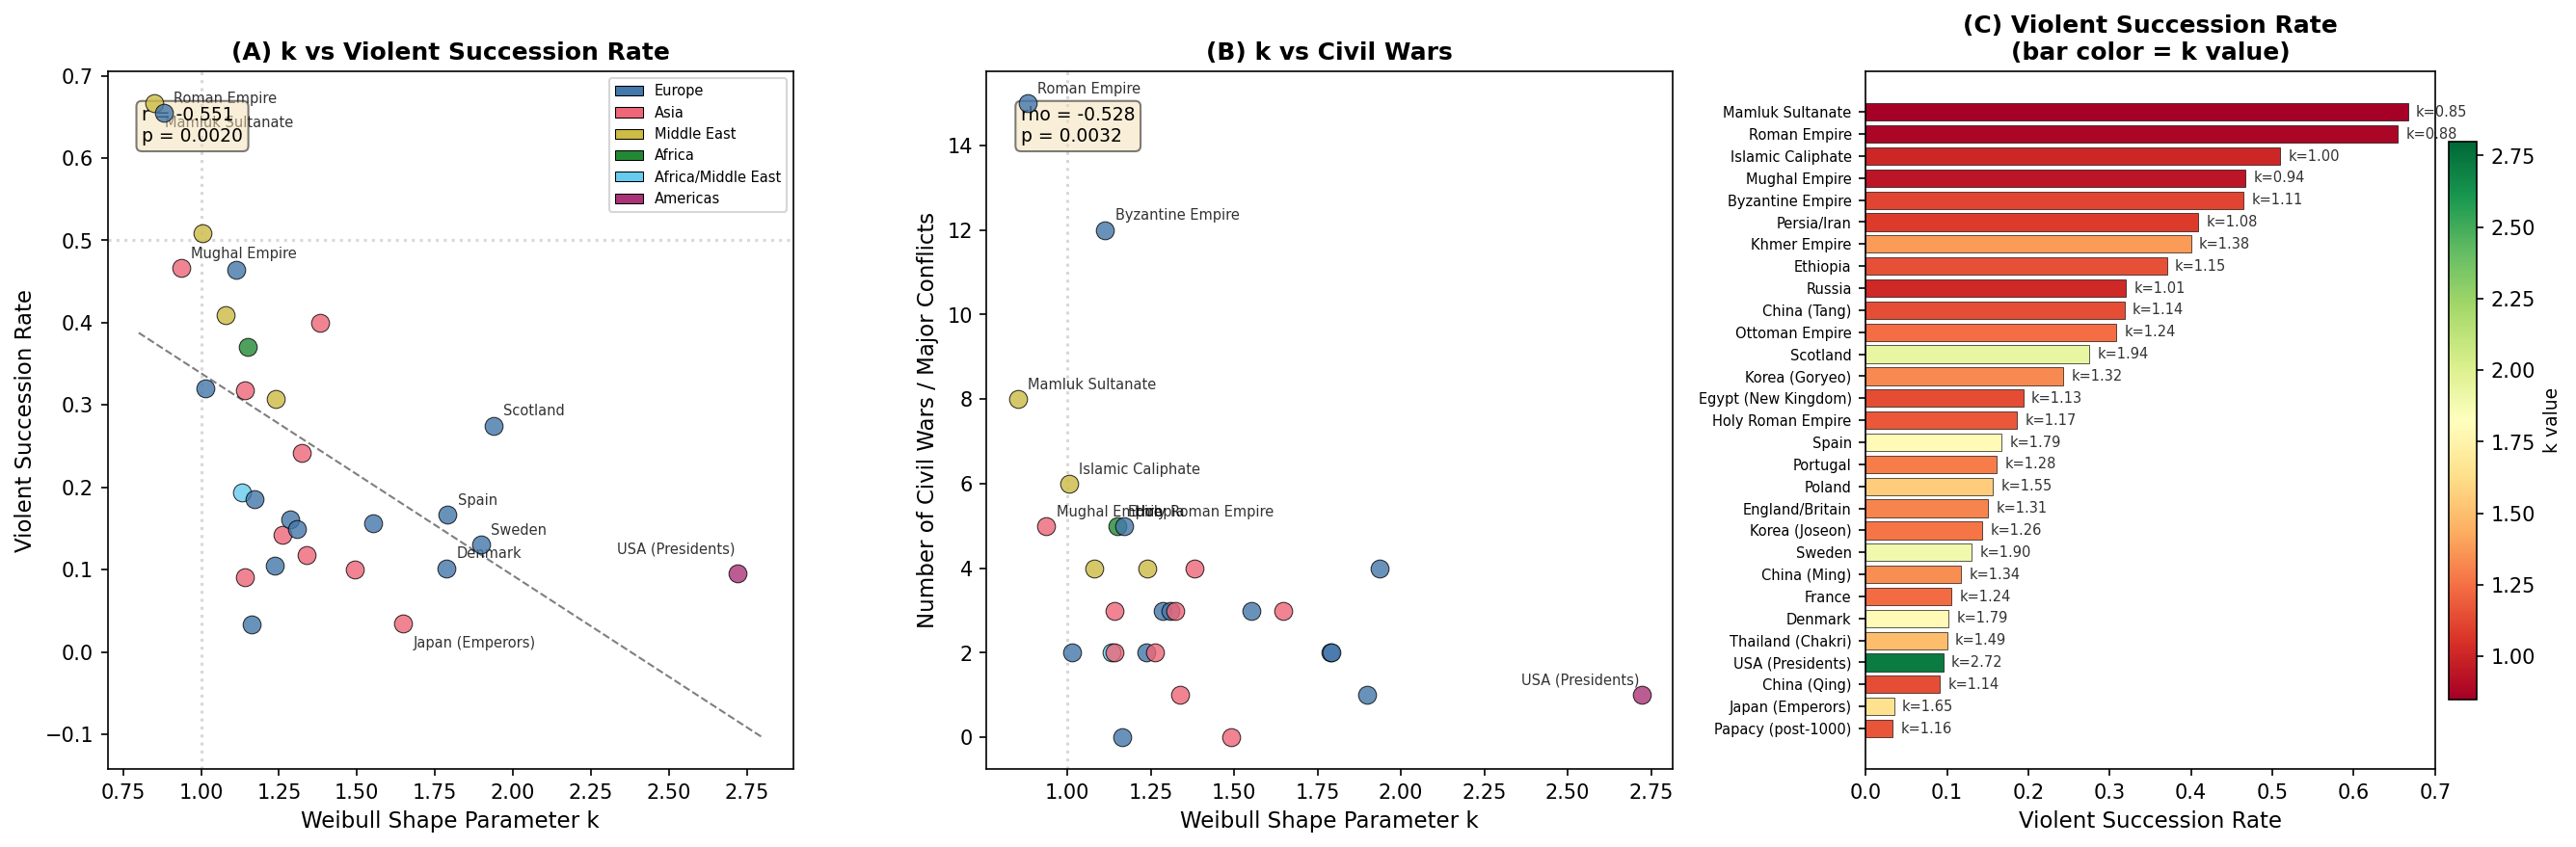 (A) k vs Violent Succession Rate
Violent Succession Rate
0.7
0.6
0.5
0.4
0.3
0.2
0.1
0.0
−0.1
Roman Empire
Mamluk Sultanate
r = -0.551
p = 0.0020
Europe
Asia
Middle East
Africa
Africa/Middle East
Americas
Mughal Empire
Scotland
Spain
Sweden
Denmark
USA (Presidents)
Japan (Emperors)
0.75 1.00 1.25 1.50 1.75 2.00 2.25 2.50 2.75
Weibull Shape Parameter k
(B) k vs Civil Wars
Number of Civil Wars / Major Conflicts
14
12
10
8
6
4
2
0
Roman Empire
rho = -0.528
p = 0.0032
Byzantine Empire
Mamluk Sultanate
Islamic Caliphate
Mughal Empire
Ethiopia
Holy Roman Empire
USA (Presidents)
1.00 1.25 1.50 1.75 2.00 2.25 2.50 2.75
Weibull Shape Parameter k
(C) Violent Succession Rate
(bar color = k value)
Mamluk Sultanate k=0.85
Roman Empire k=0.88
Islamic Caliphate k=1.00
Mughal Empire k=0.94
Byzantine Empire k=1.11
Persia/Iran k=1.08
Khmer Empire k=1.38
Ethiopia k=1.15
Russia k=1.01
China (Tang) k=1.14
Ottoman Empire k=1.24
Scotland k=1.94
Korea (Goryeo) k=1.32
Egypt (New Kingdom) k=1.13
Holy Roman Empire k=1.17
Spain k=1.79
Portugal k=1.28
Poland k=1.55
England/Britain k=1.31
Korea (Joseon) k=1.26
Sweden k=1.90
China (Ming) k=1.34
France k=1.24
Denmark k=1.79
Thailand (Chakri) k=1.49
USA (Presidents) k=2.72
China (Qing) k=1.14
Japan (Emperors) k=1.65
Papacy (post-1000) k=1.16
0.0 0.1 0.2 0.3 0.4 0.5 0.6 0.7
Violent Succession Rate
2.75
2.50
2.25
2.00
1.75
1.50
1.25
1.00
k value